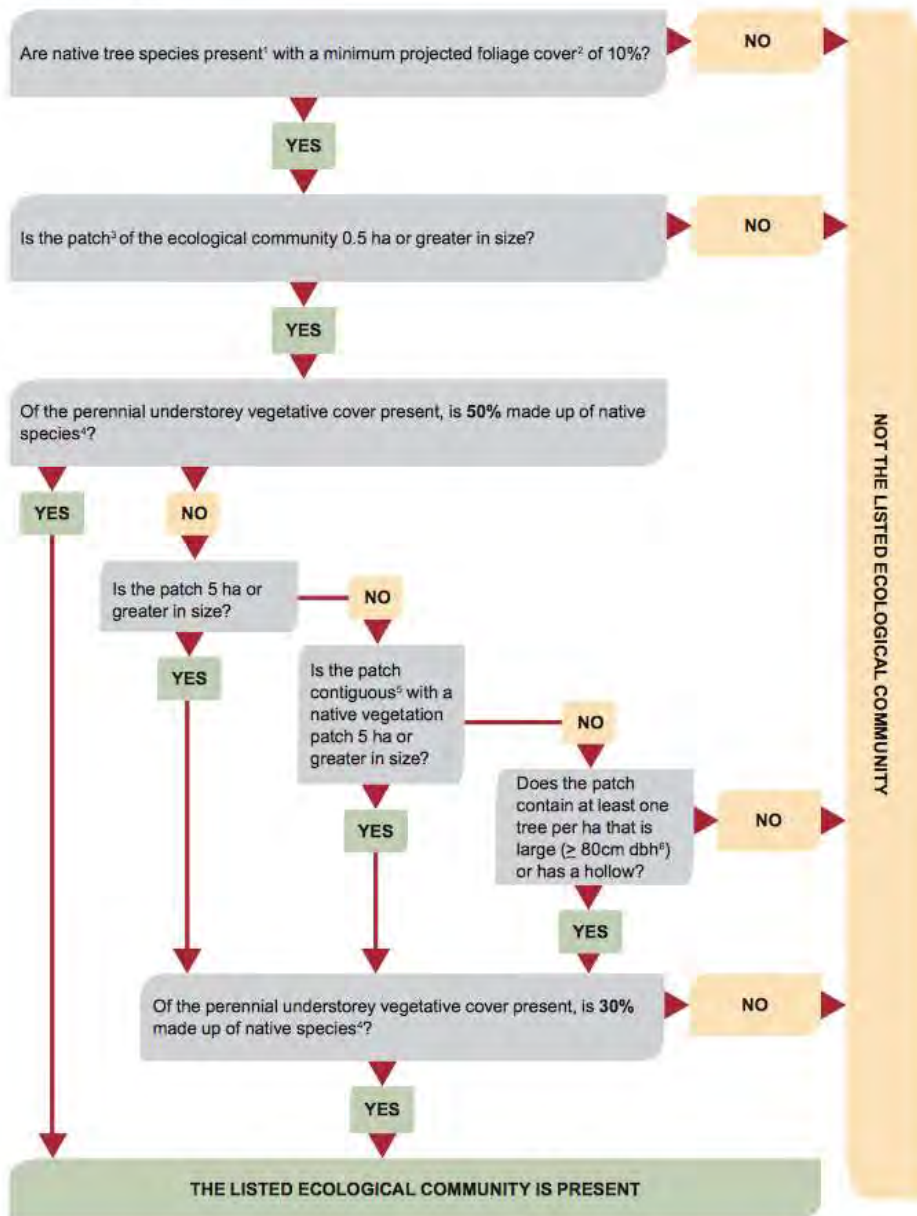 Are native tree species present¹ with a minimum projected foliage cover² of 10%?
NO
YES
Is the patch³ of the ecological community 0.5 ha or greater in size?
NO
YES
Of the perennial understorey vegetative cover present, is 50% made up of native
species⁴?
YES
NO
Is the patch 5 ha or
greater in size?
NO
YES
Is the patch
contiguous⁵ with a
native vegetation
patch 5 ha or
greater in size?
NO
YES
Does the patch
contain at least one
tree per ha that is
large (≥ 80cm dbh⁶)
or has a hollow?
NO
YES
Of the perennial understorey vegetative cover present, is 30%
made up of native species⁴?
NO
YES
THE LISTED ECOLOGICAL COMMUNITY IS PRESENT
NOT THE LISTED ECOLOGICAL COMMUNITY